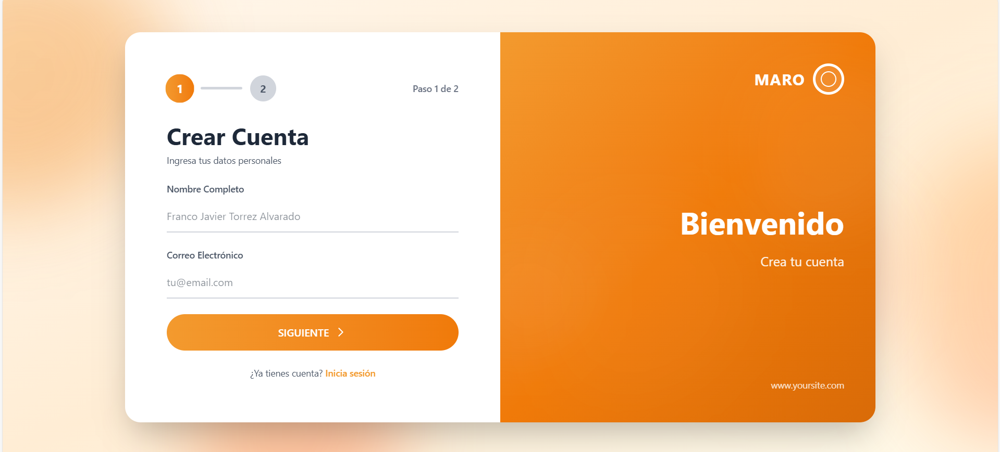 1
2
Paso 1 de 2
Crear Cuenta
Ingresa tus datos personales
Nombre Completo
Franco Javier Torrez Alvarado
Correo Electrónico
tu@email.com
SIGUIENTE
¿Ya tienes cuenta? Inicia sesión
MARO
Bienvenido
Crea tu cuenta
www.yoursite.com